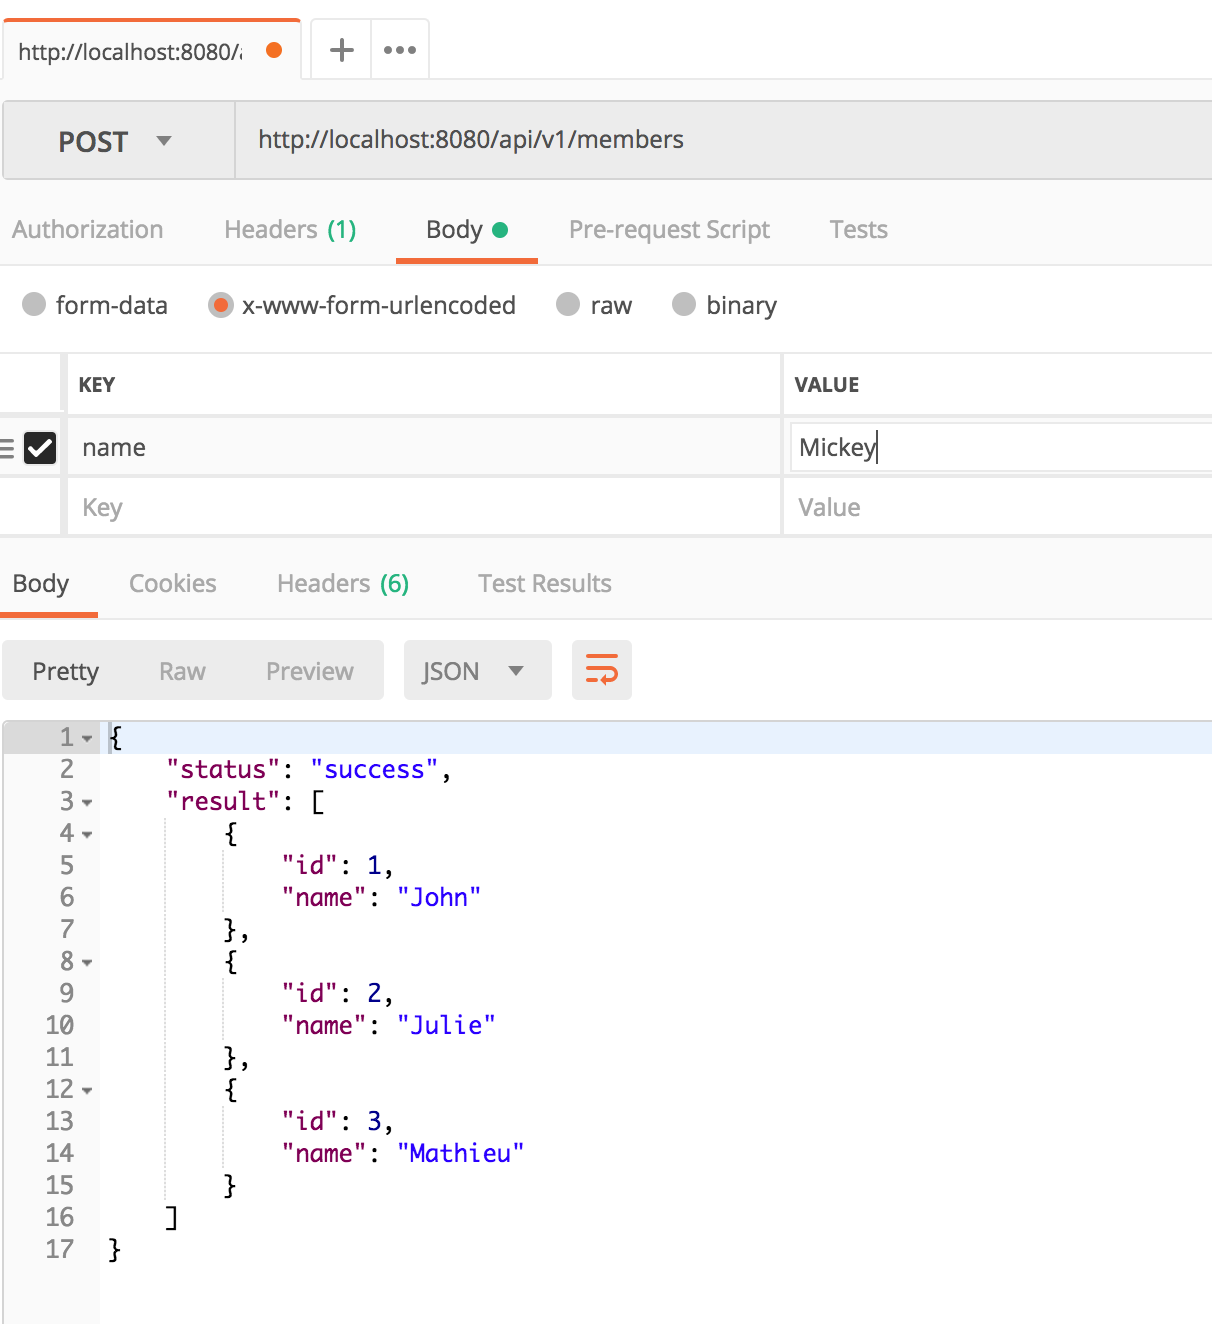 http://localhost:8080/
POST http://localhost:8080/api/v1/members
Authorization Headers (1) Body Pre-request Script Tests
form-data x-www-form-urlencoded raw binary
KEY VALUE
name Mickey
Key Value
Body Cookies Headers (6) Test Results
Pretty Raw Preview JSON
1 {
2 "status": "success",
3 "result": [
4 {
5 "id": 1,
6 "name": "John"
7 },
8 {
9 "id": 2,
10 "name": "Julie"
11 },
12 {
13 "id": 3,
14 "name": "Mathieu"
15 }
16 ]
17 }